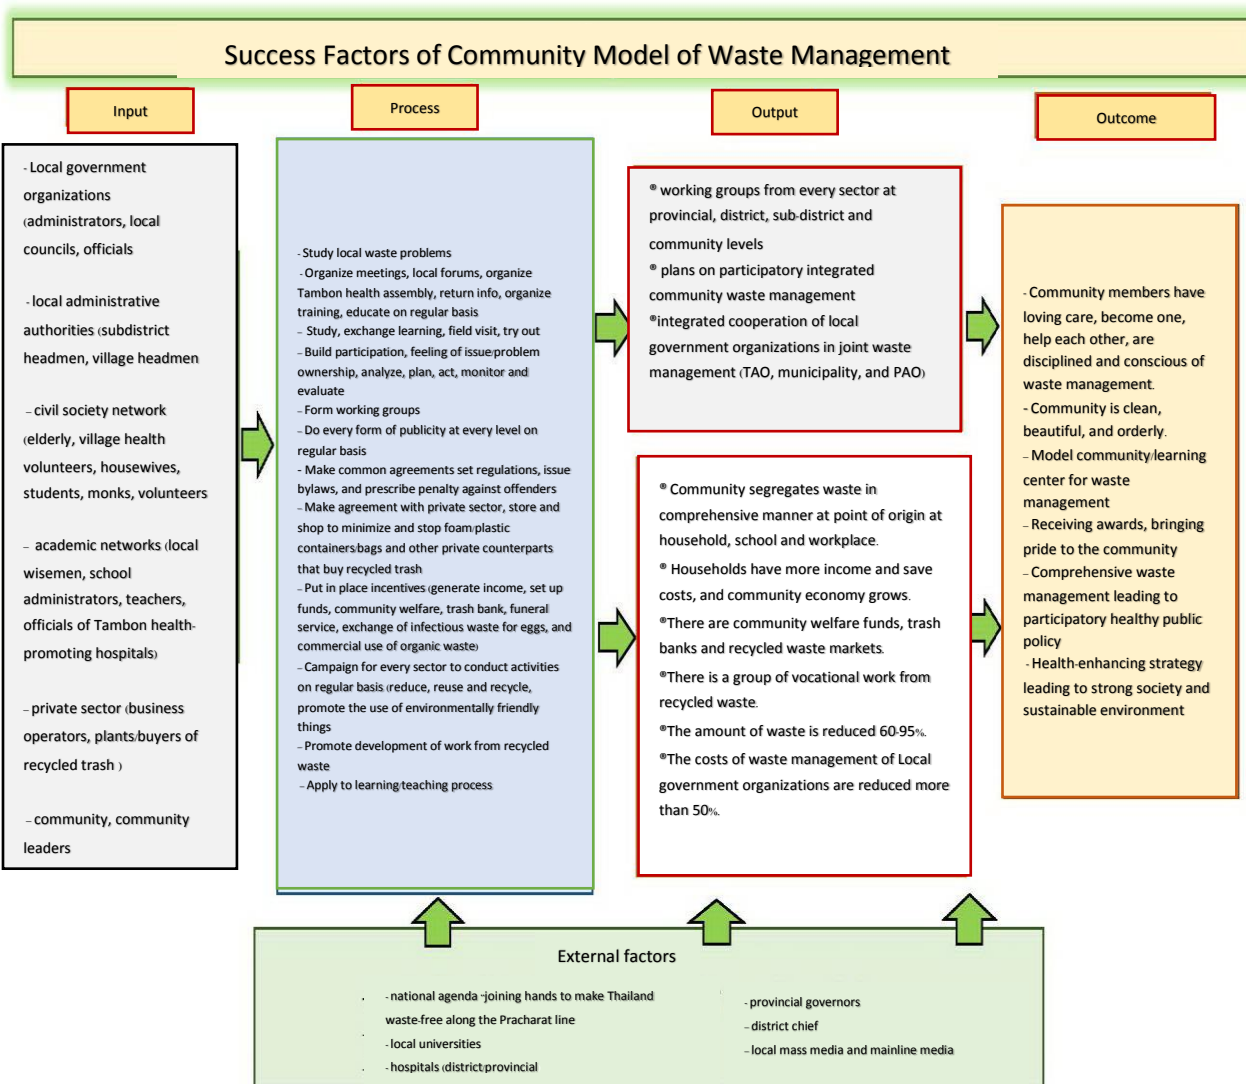 Success Factors of Community Model of Waste Management
Input
Process
Output
Outcome
- Local government
organizations
(administrators, local
councils, officials
- local administrative
authorities (subdistrict
headmen, village headmen
– civil society network
(elderly, village health
volunteers, housewives,
students, monks, volunteers
– academic networks (local
wisemen, school
administrators, teachers,
officials of Tambon health-
promoting hospitals)
– private sector (business
operators, plants/buyers of
recycled trash )
– community, community
leaders
- Study local waste problems
- Organize meetings, local forums, organize
Tambon health assembly, return info, organize
training, educate on regular basis
– Study, exchange learning, field visit, try out
– Build participation, feeling of issue/problem
ownership, analyze, plan, act, monitor and
evaluate
– Form working groups
– Do every form of publicity at every level on
regular basis
- Make common agreements set regulations, issue
bylaws, and prescribe penalty against offenders
– Make agreement with private sector, store and
shop to minimize and stop foam/plastic
containers/bags and other private counterparts
that buy recycled trash
– Put in place incentives (generate income, set up
funds, community welfare, trash bank, funeral
service, exchange of infectious waste for eggs, and
commercial use of organic waste)
– Campaign for every sector to conduct activities
on regular basis (reduce, reuse and recycle,
promote the use of environmentally friendly
things
– Promote development of work from recycled
waste
– Apply to learning/teaching process
® working groups from every sector at
provincial, district, sub-district and
community levels
® plans on participatory integrated
community waste management
®integrated cooperation of local
government organizations in joint waste
management (TAO, municipality, and PAO)
® Community segregates waste in
comprehensive manner at point of origin at
household, school and workplace.
® Households have more income and save
costs, and community economy grows.
®There are community welfare funds, trash
banks and recycled waste markets.
®There is a group of vocational work from
recycled waste.
®The amount of waste is reduced 60-95%.
®The costs of waste management of Local
government organizations are reduced more
than 50%.
- Community members have
loving care, become one,
help each other, are
disciplined and conscious of
waste management.
- Community is clean,
beautiful, and orderly.
– Model community/learning
center for waste
management
– Receiving awards, bringing
pride to the community
– Comprehensive waste
management leading to
participatory healthy public
policy
- Health-enhancing strategy
leading to strong society and
sustainable environment
External factors
- national agenda “joining hands to make Thailand
waste-free along the Pracharat line
- local universities
- hospitals (district/provincial
- provincial governors
– district chief
– local mass media and mainline media